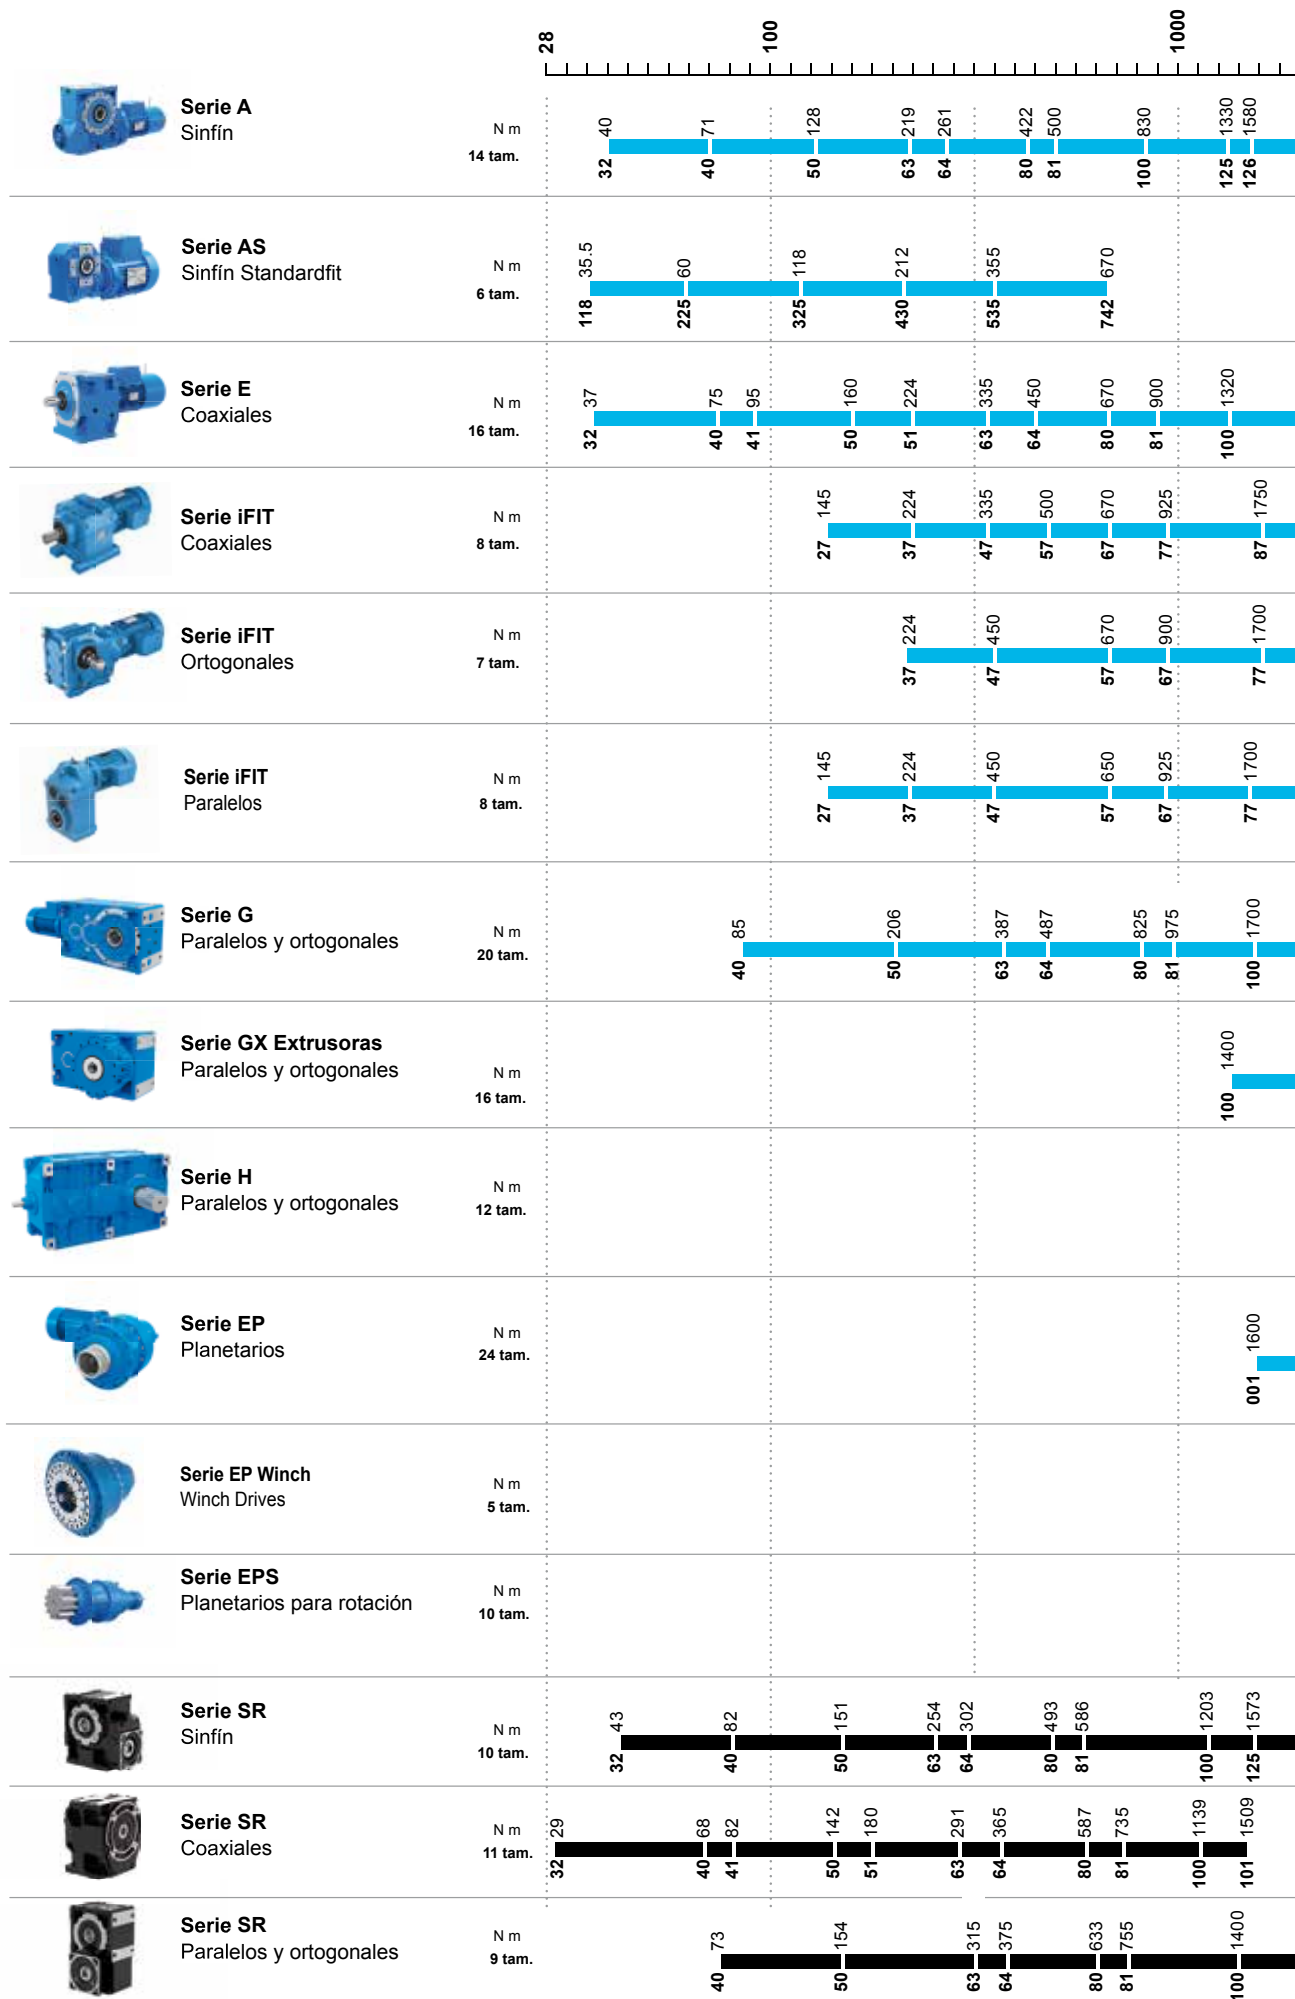 28 100 1000
Serie A
Sinfín
N m
14 tam.
40 71 128 219 261 422 500 830 1330 1580
32 40 50 63 64 80 81 100 125 126
Serie AS
Sinfín Standardfit
N m
6 tam.
35.5 60 118 212 355 670
118 225 325 430 535 742
Serie E
Coaxiales
N m
16 tam.
37 75 95 160 224 335 450 670 900 1320
32 40 41 50 51 63 64 80 81 100
Serie iFIT
Coaxiales
N m
8 tam.
145 224 335 500 670 925 1750
27 37 47 57 67 77 87
Serie iFIT
Ortogonales
N m
7 tam.
224 450 670 900 1700
37 47 57 67 77
Serie iFIT
Paralelos
N m
8 tam.
145 224 450 650 925 1700
27 37 47 57 67 77
Serie G
Paralelos y ortogonales
N m
20 tam.
85 206 387 487 825 975 1700
40 50 63 64 80 81 100
Serie GX Extrusoras
Paralelos y ortogonales
N m
16 tam.
1400
100
Serie H
Paralelos y ortogonales
N m
12 tam.
Serie EP
Planetarios
N m
24 tam.
1600
001
Serie EP Winch
Winch Drives
N m
5 tam.
Serie EPS
Planetarios para rotación
N m
10 tam.
Serie SR
Sinfín
N m
10 tam.
43 82 151 254 302 493 586 1203 1573
32 40 50 63 64 80 81 100 125
Serie SR
Coaxiales
N m
11 tam.
29 68 82 142 180 291 365 587 735 1139 1509
32 40 41 50 51 63 64 80 81 100 101
Serie SR
Paralelos y ortogonales
N m
9 tam.
73 154 315 375 633 755 1400
40 50 63 64 80 81 100